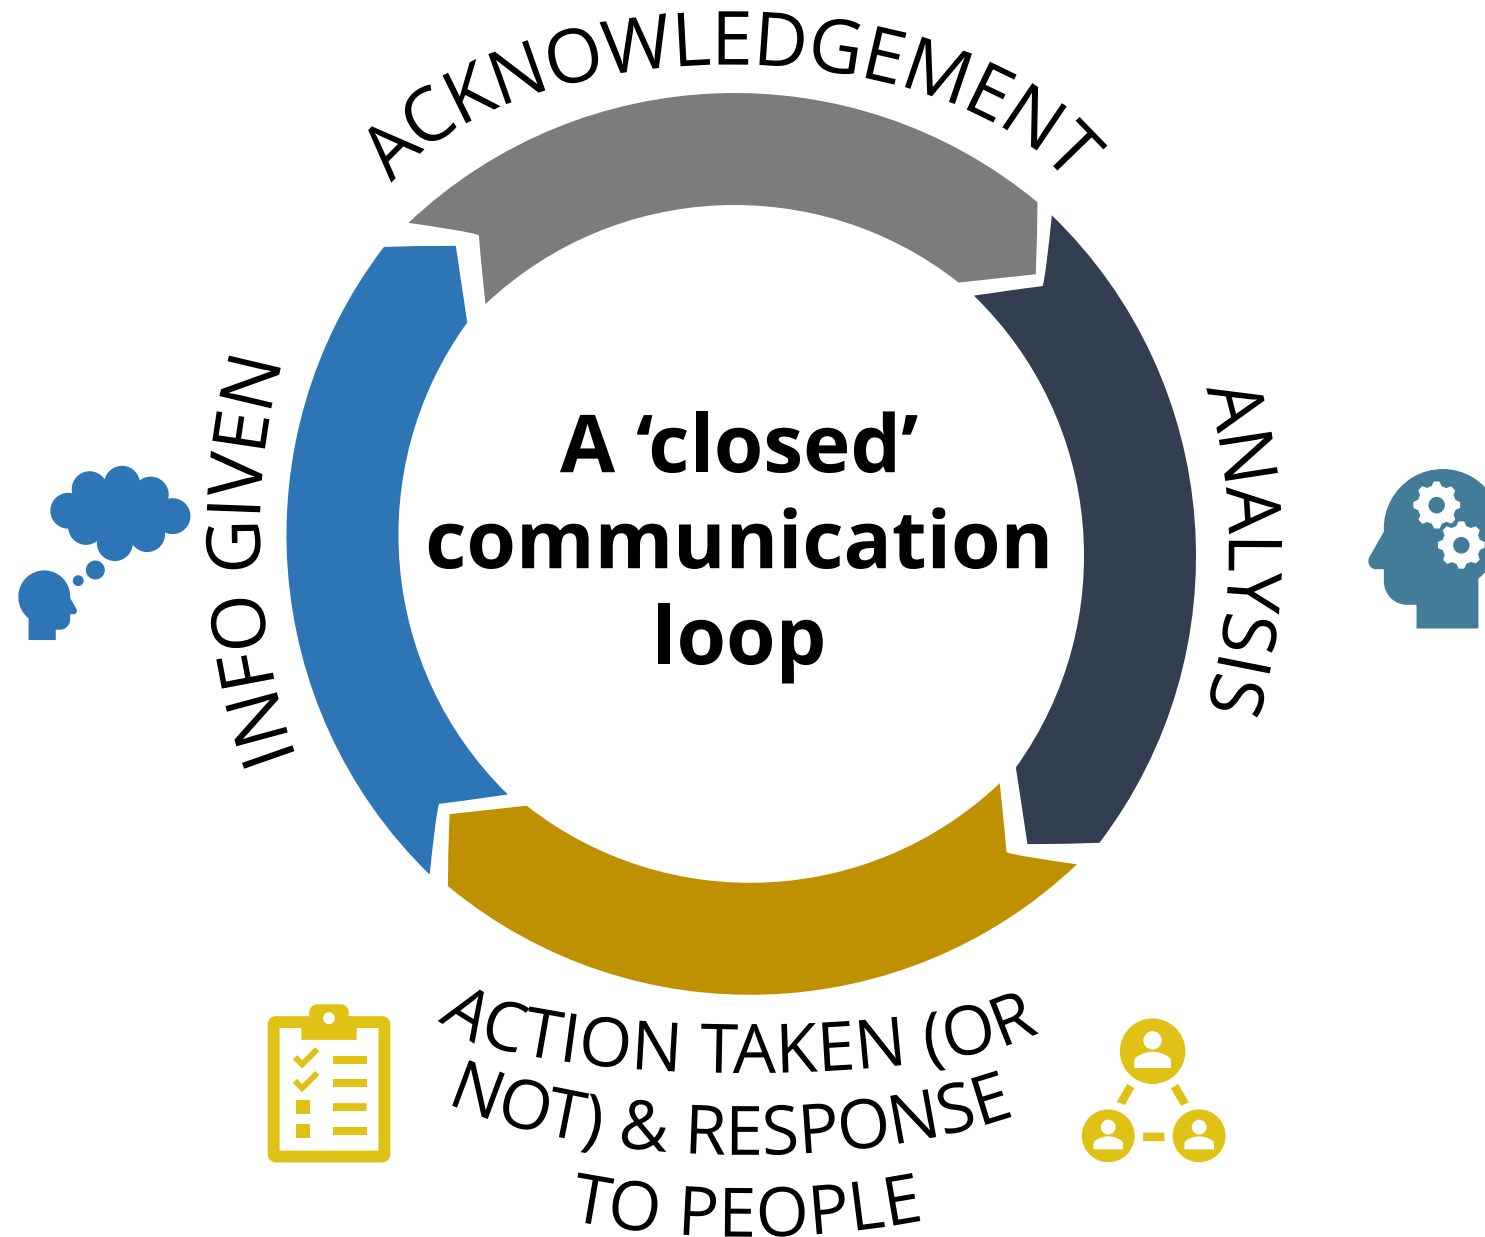 ACKNOWLEDGEMENT
INFO GIVEN
A ‘closed’
communication
loop
ANALYSIS
ACTION TAKEN (OR
NOT) & RESPONSE
TO PEOPLE